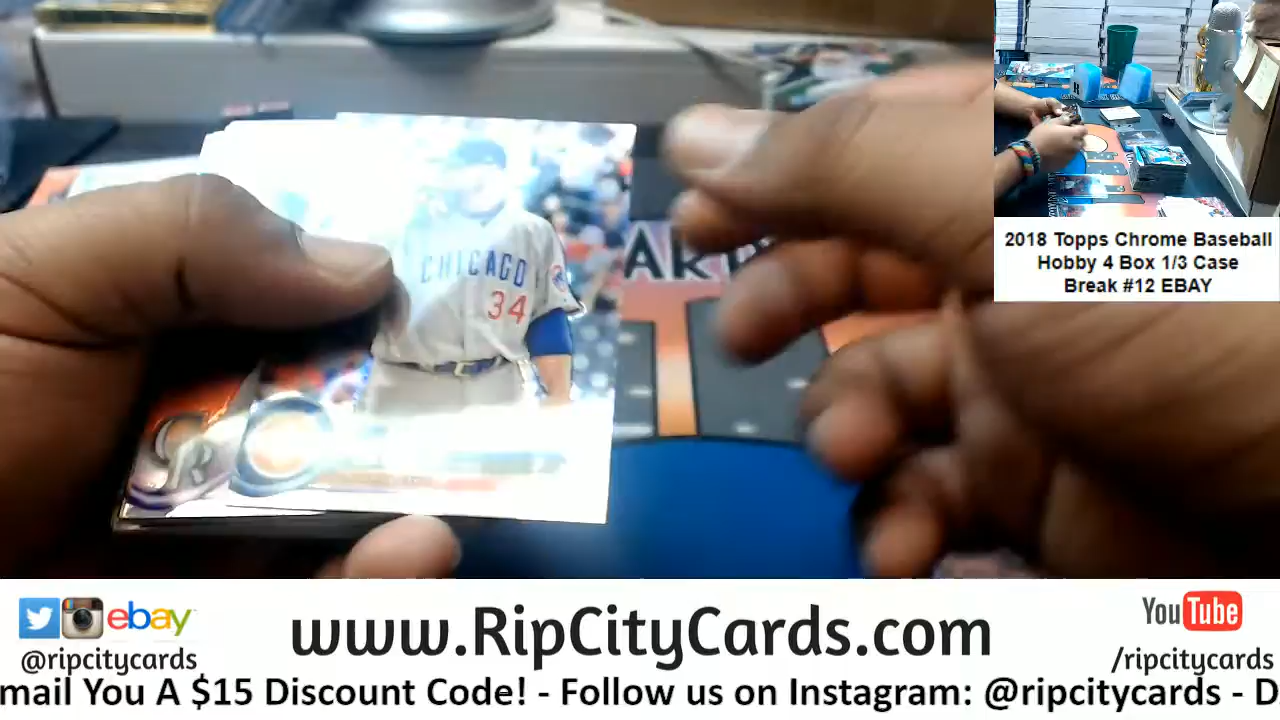 CHICAGO
34
2018 Topps Chrome Baseball
Hobby 4 Box 1/3 Case
Break #12 EBAY
ebay
@ripcitycards
www.RipCityCards.com
YouTube
/ripcitycards
mail You A $15 Discount Code! - Follow us on Instagram: @ripcitycards - D